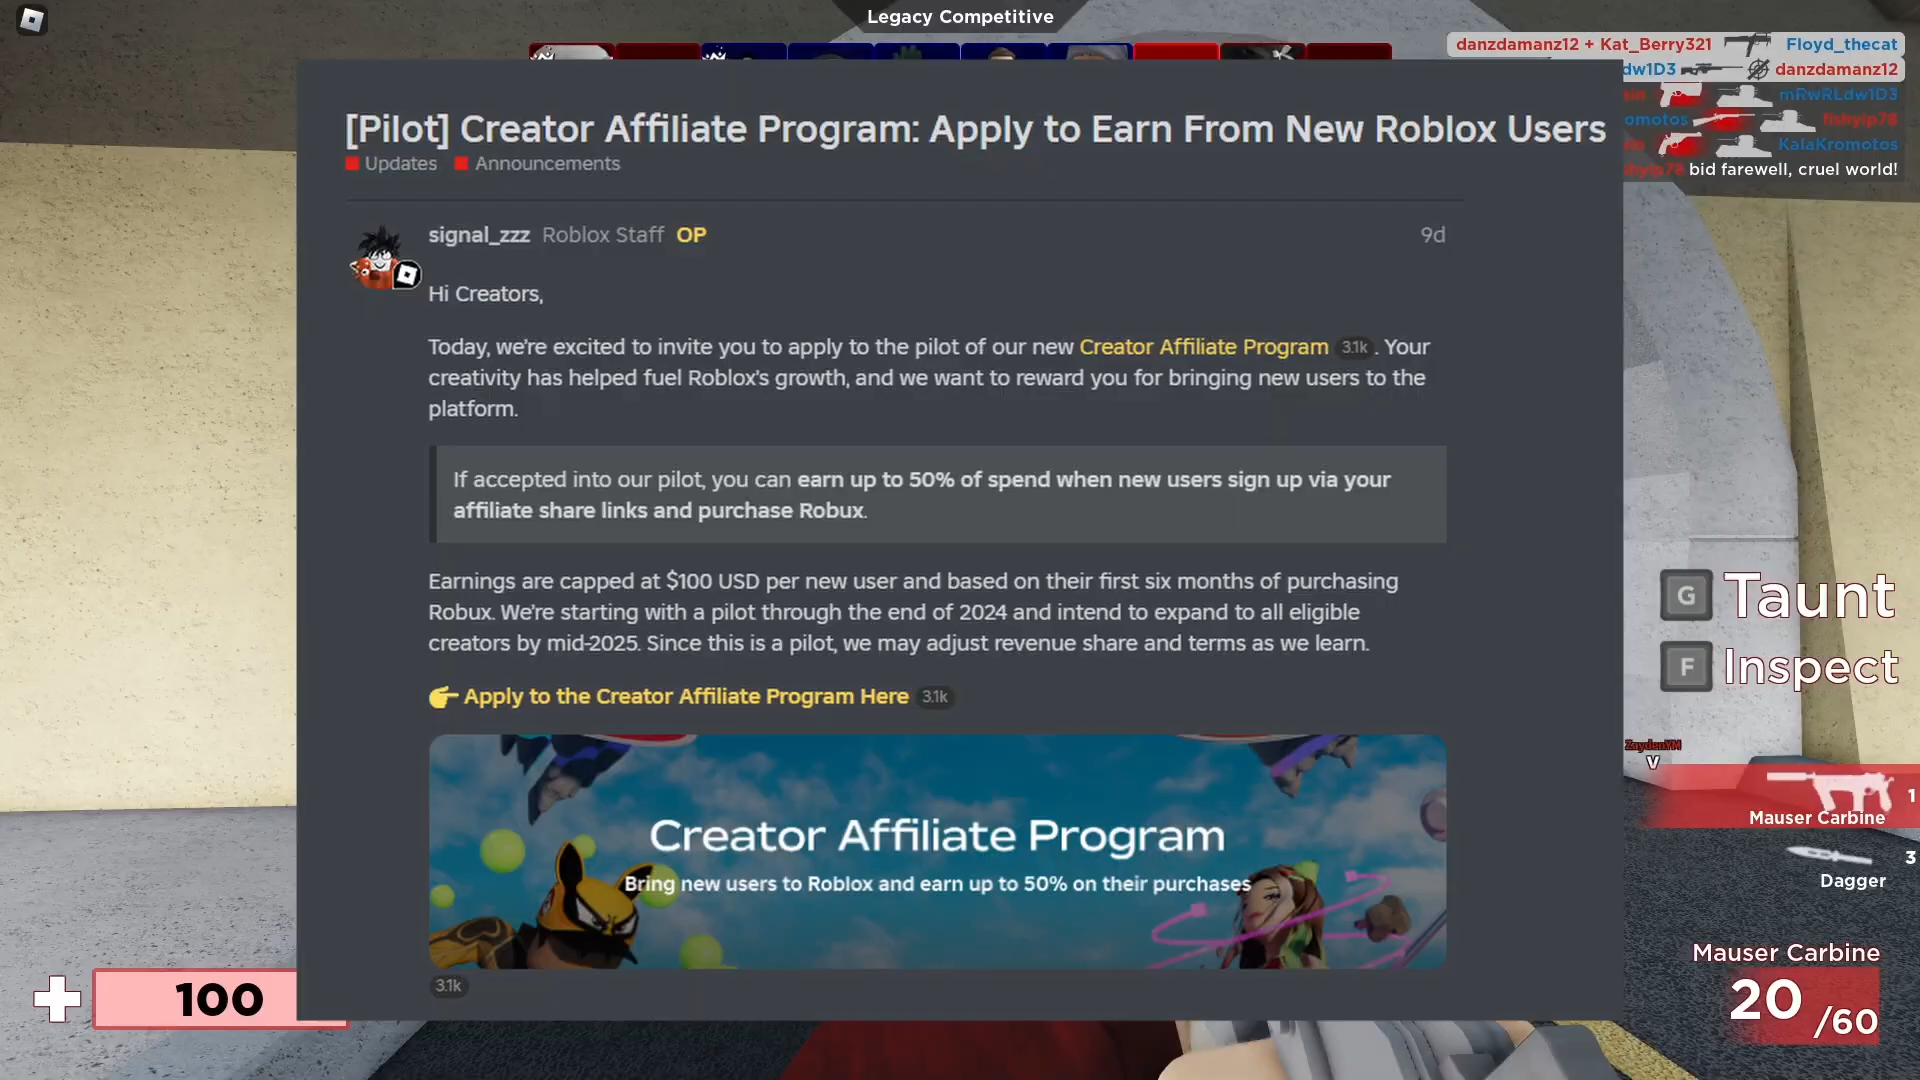 Legacy Competitive
danzdamanz12 + Kat_Berry321 Floyd_thecat
dw1D3 danzdamanz12
mRwRLdw1D3
omotos fishyip78
KalaKromotos
bid farewell, cruel world!
[Pilot] Creator Affiliate Program: Apply to Earn From New Roblox Users
Updates Announcements
signal_zzz Roblox Staff OP 9d
Hi Creators,
Today, we're excited to invite you to apply to the pilot of our new Creator Affiliate Program 3.1k . Your
creativity has helped fuel Roblox's growth, and we want to reward you for bringing new users to the
platform.
If accepted into our pilot, you can earn up to 50% of spend when new users sign up via your
affiliate share links and purchase Robux.
Earnings are capped at $100 USD per new user and based on their first six months of purchasing
Robux. We're starting with a pilot through the end of 2024 and intend to expand to all eligible
creators by mid-2025. Since this is a pilot, we may adjust revenue share and terms as we learn.
Apply to the Creator Affiliate Program Here 3.1k
Creator Affiliate Program
Bring new users to Roblox and earn up to 50% on their purchases
3.1k
G Taunt
F Inspect
ZaydenYM
V
1
Mauser Carbine
3
Dagger
Mauser Carbine
20 /60
100